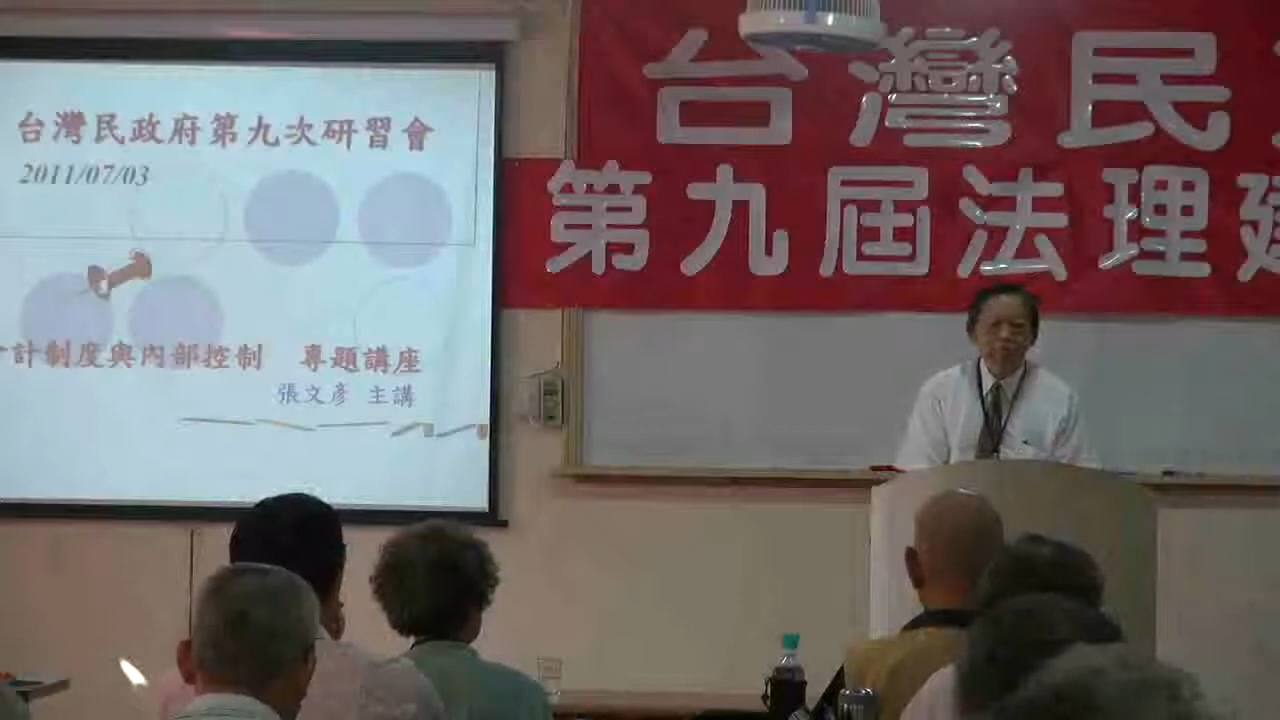 台灣民政府第九次研習會
2011/07/03
計制度與內部控制 專題講座
張文彥 主講
台灣民
第九屆法理建